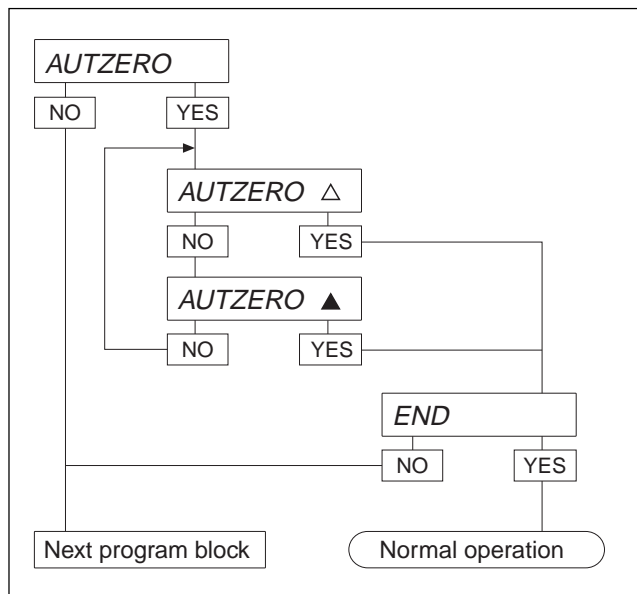 AUTZERO
NO YES
AUTZERO △
NO YES
AUTZERO ▲
NO YES
END
NO YES
Next program block Normal operation